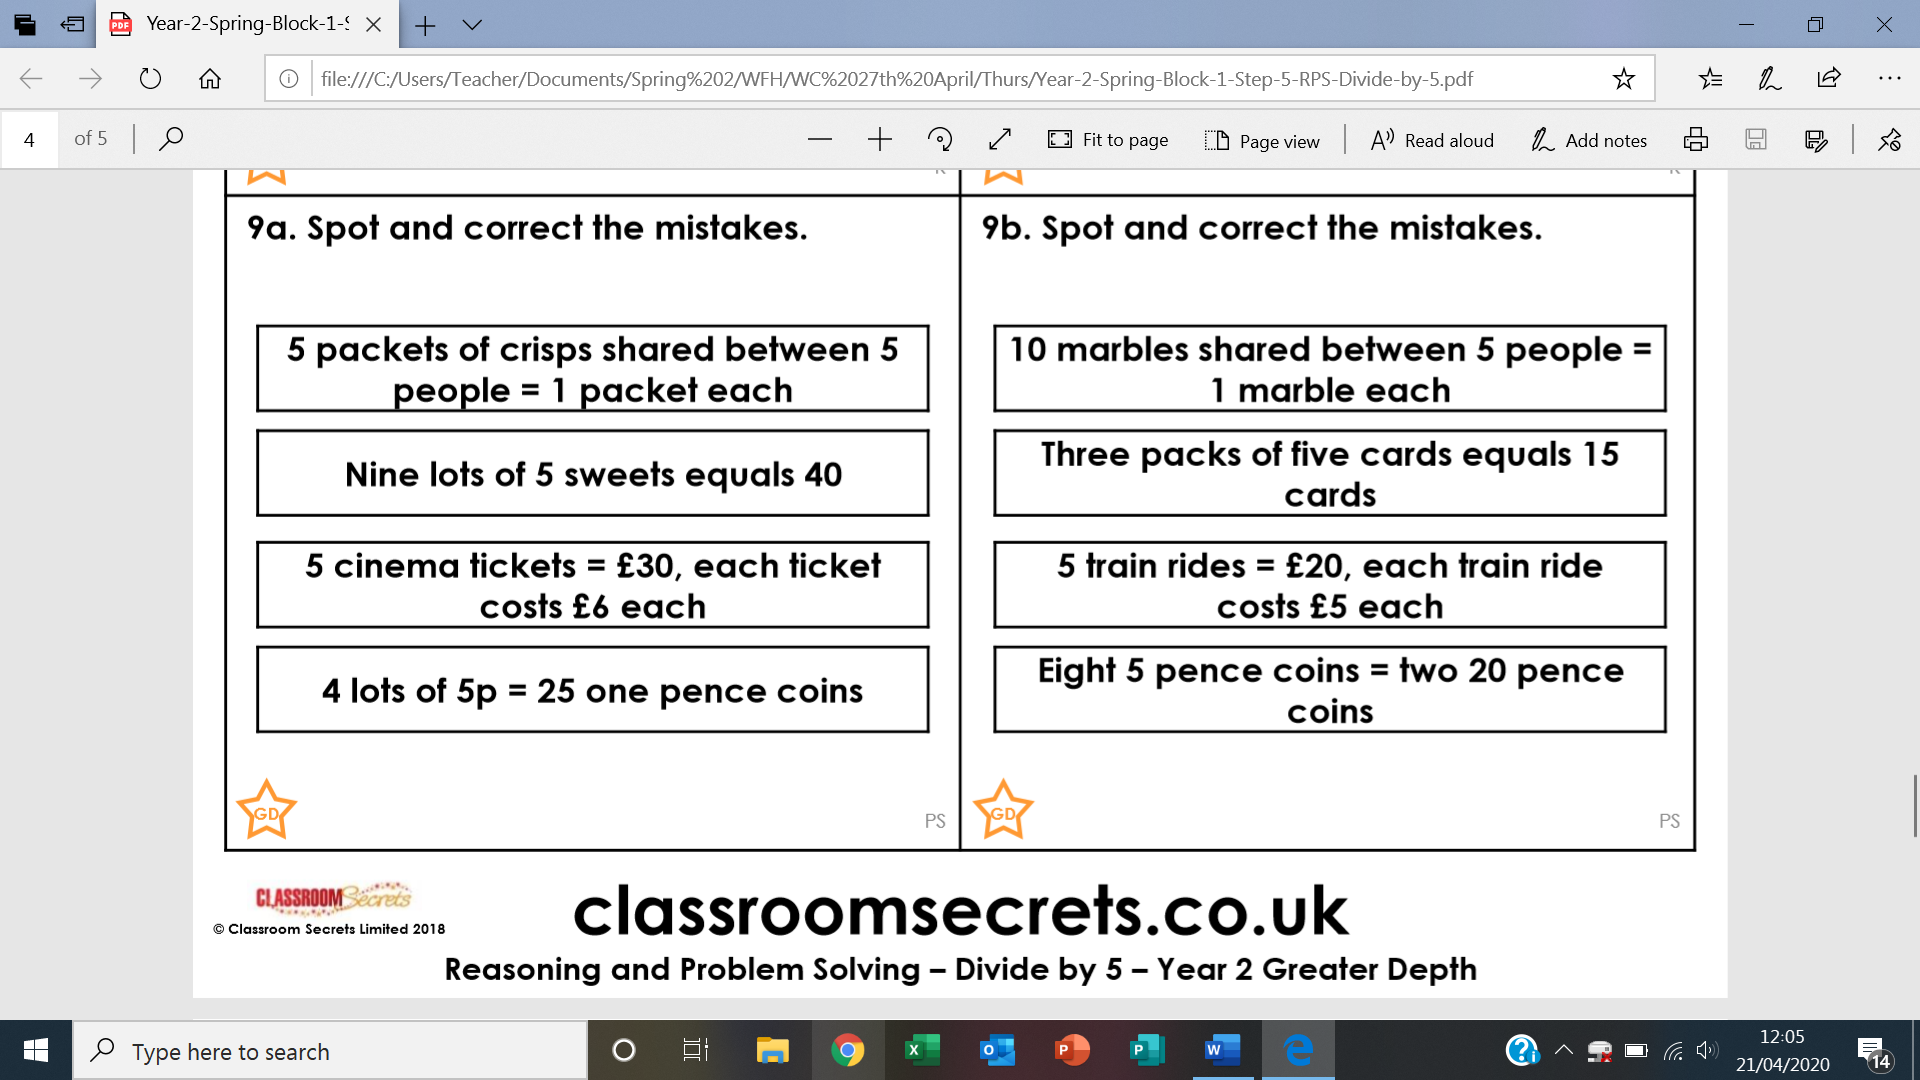 Year-2-Spring-Block-1-S
file:///C:/Users/Teacher/Documents/Spring%202/WFH/WC%2027th%20April/Thurs/Year-2-Spring-Block-1-Step-5-RPS-Divide-by-5.pdf
4 of 5
Fit to page
Page view
Read aloud
Add notes
9a. Spot and correct the mistakes.
5 packets of crisps shared between 5
people = 1 packet each
Nine lots of 5 sweets equals 40
5 cinema tickets = £30, each ticket
costs £6 each
4 lots of 5p = 25 one pence coins
GD
PS
9b. Spot and correct the mistakes.
10 marbles shared between 5 people =
1 marble each
Three packs of five cards equals 15
cards
5 train rides = £20, each train ride
costs £5 each
Eight 5 pence coins = two 20 pence
coins
GD
PS
CLASSROOM Secrets
© Classroom Secrets Limited 2018
classroomsecrets.co.uk
Reasoning and Problem Solving – Divide by 5 – Year 2 Greater Depth
Type here to search
12:05
21/04/2020
14